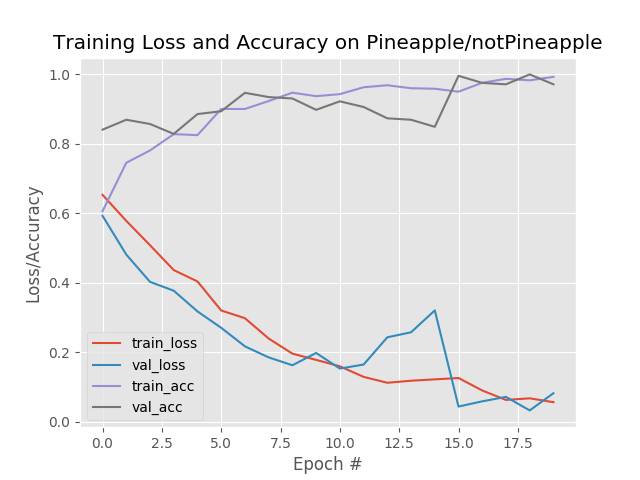 Training Loss and Accuracy on Pineapple/notPineapple
1.0
0.8
0.6
0.4
0.2
0.0
Loss/Accuracy
train_loss
val_loss
train_acc
val_acc
0.0 2.5 5.0 7.5 10.0 12.5 15.0 17.5
Epoch #